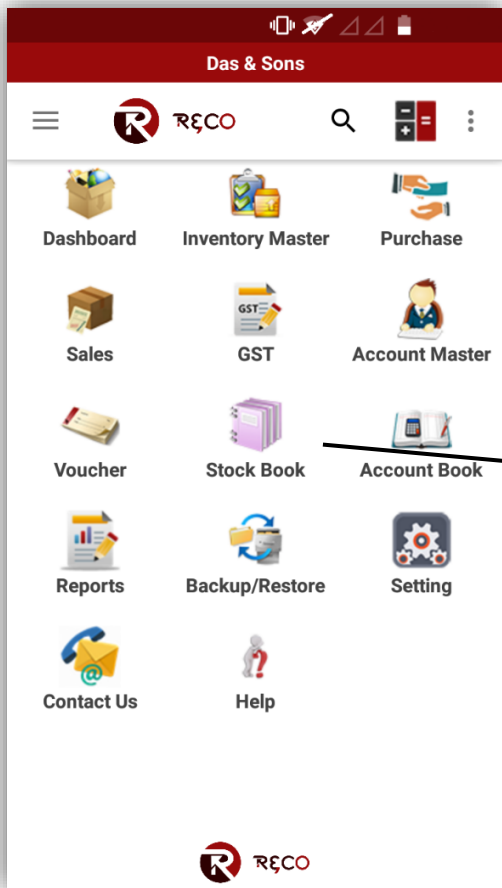 Das & Sons
RECO
Dashboard Inventory Master Purchase
GST
Sales GST Account Master
Voucher Stock Book Account Book
Reports Backup/Restore Setting
@
Contact Us Help
RECO